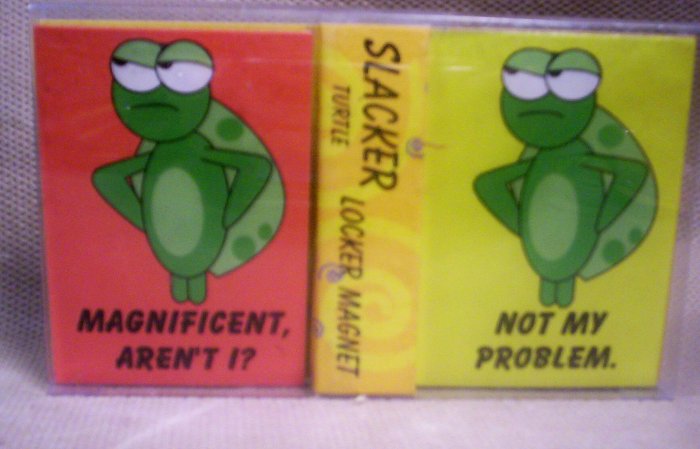 MAGNIFICENT,
AREN'T I?
SLACKER
TURTLE
LOCKER MAGNET
NOT MY
PROBLEM.